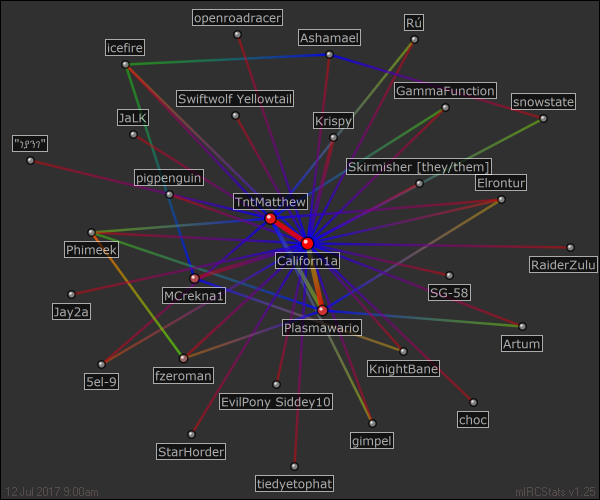 openroadracer
Rú
Ashamael
icefire
GammaFunction
Swiftwolf Yellowtail
snowstate
JaLK
Krispy
Skirmisher [they/them]
pigpenguin
Elrontur
TntMatthew
Phimeek
Californ1a
RaiderZulu
MCrekna1
SG-58
Jay2a
Plasmawario
Artum
KnightBane
5el-9
fzeroman
EvilPony Siddey10
choc
gimpel
StarHorder
tiedyetophat
12 Jul 2017 9:00am
mIRCStats v1.25